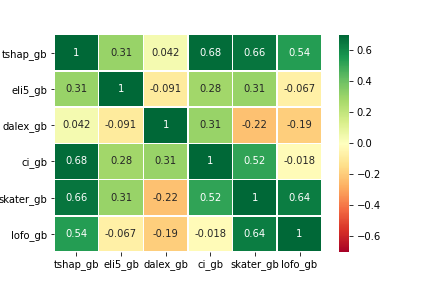 tshap_gb 1 0.31 0.042 0.68 0.66 0.54
eli5_gb 0.31 1 -0.091 0.28 0.31 -0.067
dalex_gb 0.042 -0.091 1 0.31 -0.22 -0.19
ci_gb 0.68 0.28 0.31 1 0.52 -0.018
skater_gb 0.66 0.31 -0.22 0.52 1 0.64
lofo_gb 0.54 -0.067 -0.19 -0.018 0.64 1
tshap_gb eli5_gb dalex_gb ci_gb skater_gb lofo_gb
0.6
0.4
0.2
0.0
−0.2
−0.4
−0.6